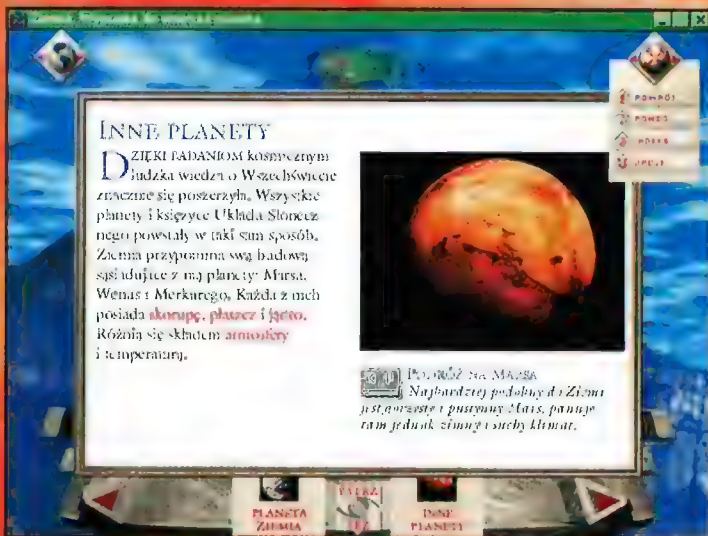 POWRÓT
INNE PLANETY
DZIĘKI BADANIOM kosmicznym
ludzka wiedza o Wszechświecie
znacznie się poszerzyła. Wszystkie
planety i księżyce Układu Słonecz
nego powstały w taki sam sposób.
Ziemia przypomina swą budową
sąsiadujące z nią planety: Marsa,
Wenus i Merkurego. Każda z nich
posiada skorupę, płaszcz i jądro.
Różnią się składem atmosfery
i temperaturą.
PODRÓŻ NA MARSA
Najbardziej podobny do Ziemi
jest górzysty i pustynny Mars, panuje
tam jednak zimny i suchy klimat.
PLANETA
ZIEMIA
PATRZ
TEŻ
INNE
PLANETY